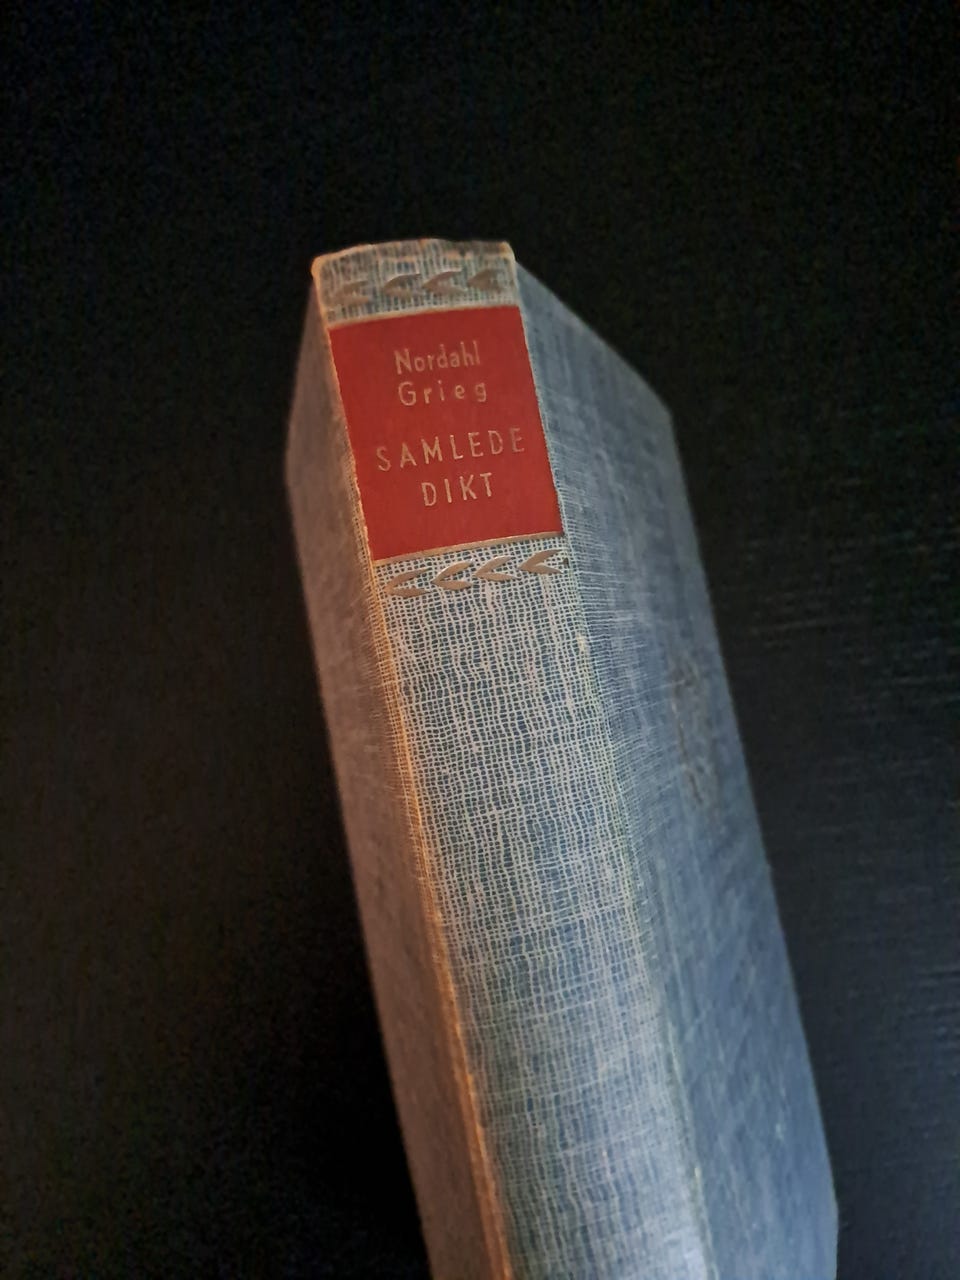 Nordahl
Grieg
SAMLEDE
DIKT